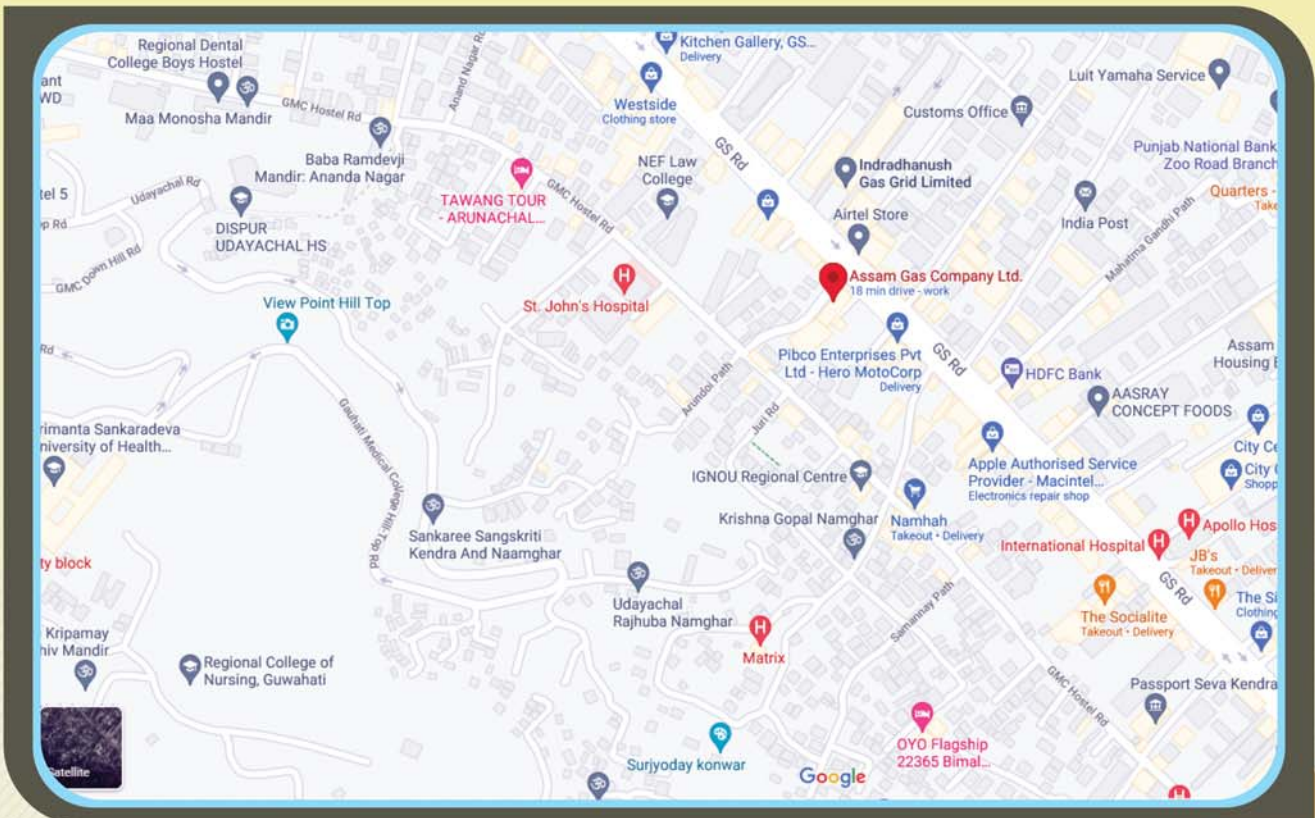 Regional Dental
College Boys Hostel
Maa Monosha Mandir
GMC Hostel Rd
Anand Nagar Rd
Kitchen Gallery, GS...
Delivery
Westside
Clothing store
GS Rd
Customs Office
Luit Yamaha Service
Punjab National Bank
Zoo Road Branch
Quarters -
Take
ant
WD
Baba Ramdevji
Mandir: Ananda Nagar
TAWANG TOUR
- ARUNACHAL...
GMC Hostel Rd
NEF Law
College
Indradhanush
Gas Grid Limited
Airtel Store
India Post
Mahatma Gandhi Path
tel 5
Udayachal Rd
p Rd
DISPUR
UDAYACHAL HS
GMC Down Hill Rd
St. John's Hospital
Assam Gas Company Ltd.
18 min drive - work
View Point Hill Top
Rd
Pibco Enterprises Pvt
Ltd - Hero MotoCorp
Delivery
GS Rd
HDFC Bank
Assam
Housing
AASRAY
CONCEPT FOODS
Arundoi Path
Juri Rd
rimanta Sankaradeva
niversity of Health...
Gauhati Medical College Hill-Top Rd
City Ce
City
Shopp
IGNOU Regional Centre
Apple Authorised Service
Provider - Macintel...
Electronics repair shop
Namhah
Takeout • Delivery
Krishna Gopal Namghar
Sankaree Sangskriti
Kendra And Naamghar
International Hospital
Apollo Hos
JB's
Takeout • Deliver
GS Rd
ty block
Udayachal
Rajhuba Namghar
Samannay Path
The Socialite
Takeout • Delivery
The Si
Clothing
Kripamay
hiv Mandir
Regional College of
Nursing, Guwahati
Matrix
GMC Hostel Rd
Passport Seva Kendra
OYO Flagship
22365 Bimal...
Surjyoday konwar
Satellite
Google